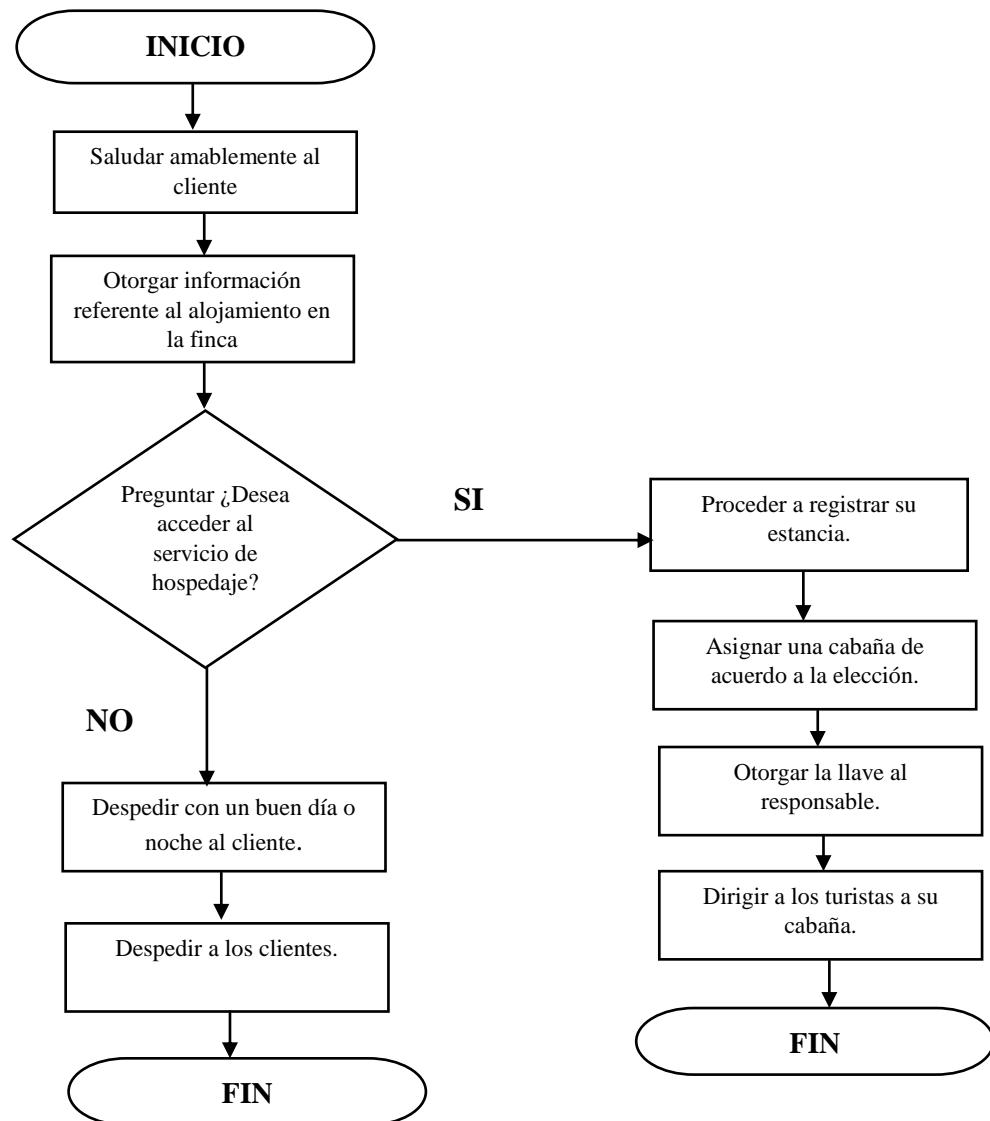 INICIO
Saludar amablemente al
cliente
Otorgar información
referente al alojamiento en
la finca
Preguntar ¿Desea
acceder al
servicio de
hospedaje?
SI
Proceder a registrar su
estancia.
Asignar una cabaña de
acuerdo a la elección.
Otorgar la llave al
responsable.
Dirigir a los turistas a su
cabaña.
FIN
NO
Despedir con un buen día o
noche al cliente.
Despedir a los clientes.
FIN